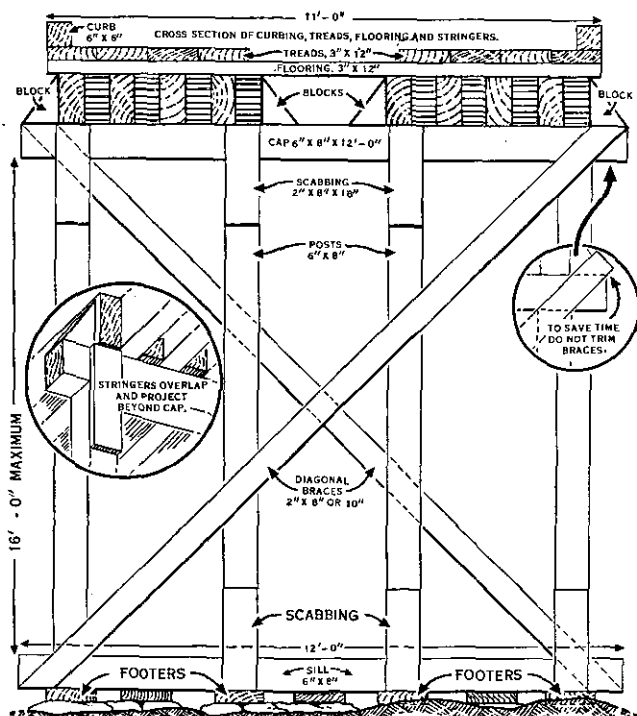 11'-0"
CURB
6" X 6"
CROSS SECTION OF CURBING, TREADS, FLOORING AND STRINGERS.
TREADS, 3" X 12"
FLOORING, 3" X 12"
BLOCK
BLOCKS
BLOCK
CAP 6" X 8" X 12'-0"
SCABBING
2" X 8" X 18"
POSTS
6" X 8"
TO SAVE TIME
DO NOT TRIM
BRACES.
STRINGERS OVERLAP
AND PROJECT
BEYOND CAP.
16'-0" MAXIMUM
DIAGONAL
BRACES
2" X 8" OR 10"
SCABBING
12'-0"
FOOTERS
SILL
6" X 8"
FOOTERS